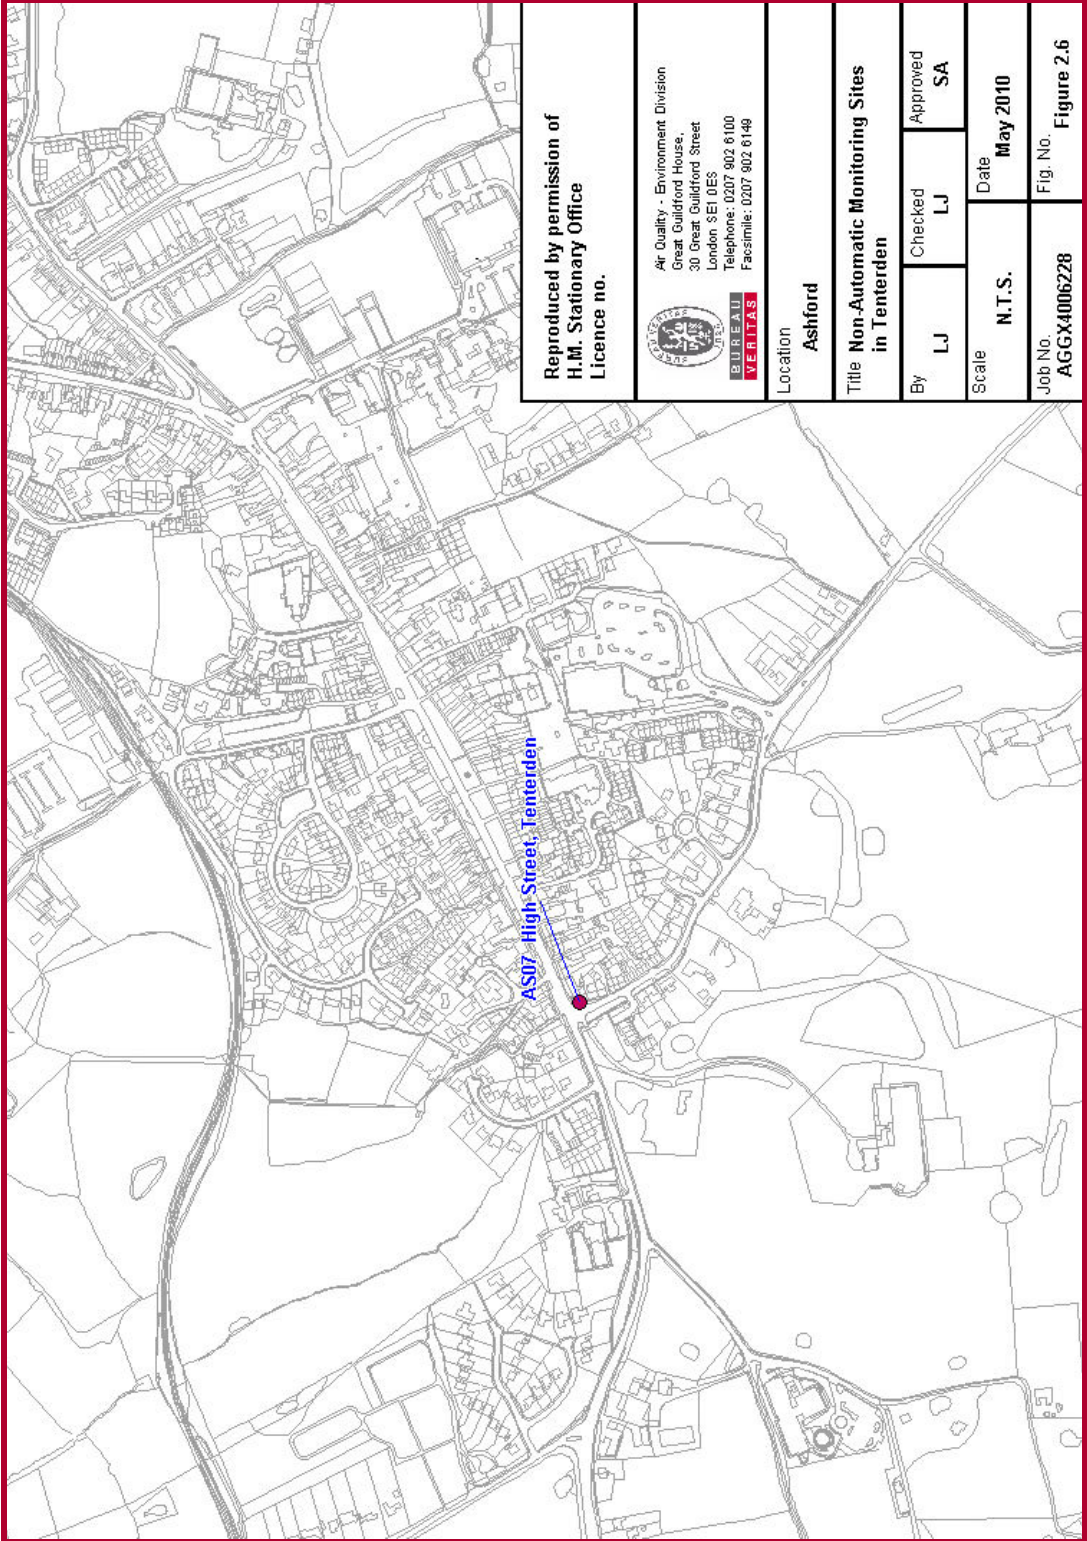 AS07 High Street, Tenterden
Reproduced by permission of
H.M. Stationary Office
Licence no.
BUREAU
VERITAS
Air Quality - Environment Division
Great Guildford House,
30 Great Guildford Street
London SE1 0ES
Telephone: 0207 902 6100
Facsimile: 0207 902 6149
Location
Ashford
Title Non-Automatic Monitoring Sites
in Tenterden
By
LJ
Checked
LJ
Approved
SA
Scale
N.T.S.
Date
May 2010
Job No.
AGGX4006228
Fig. No.
Figure 2.6